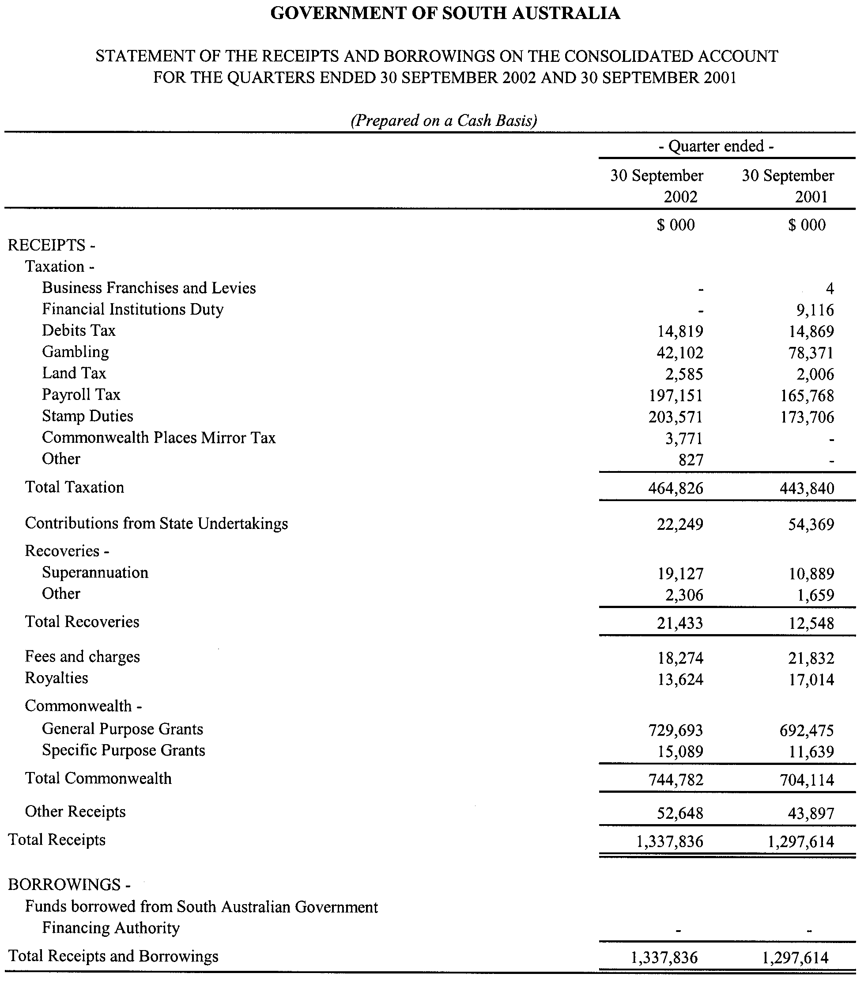 GOVERNMENT OF SOUTH AUSTRALIA
STATEMENT OF THE RECEIPTS AND BORROWINGS ON THE CONSOLIDATED ACCOUNT
FOR THE QUARTERS ENDED 30 SEPTEMBER 2002 AND 30 SEPTEMBER 2001
(Prepared on a Cash Basis)
- Quarter ended -
30 September 30 September
2002 2001
$ 000 $ 000
RECEIPTS -
Taxation -
Business Franchises and Levies - 4
Financial Institutions Duty - 9,116
Debits Tax 14,819 14,869
Gambling 42,102 78,371
Land Tax 2,585 2,006
Payroll Tax 197,151 165,768
Stamp Duties 203,571 173,706
Commonwealth Places Mirror Tax 3,771 -
Other 827 -
Total Taxation 464,826 443,840
Contributions from State Undertakings 22,249 54,369
Recoveries -
Superannuation 19,127 10,889
Other 2,306 1,659
Total Recoveries 21,433 12,548
Fees and charges 18,274 21,832
Royalties 13,624 17,014
Commonwealth -
General Purpose Grants 729,693 692,475
Specific Purpose Grants 15,089 11,639
Total Commonwealth 744,782 704,114
Other Receipts 52,648 43,897
Total Receipts 1,337,836 1,297,614
BORROWINGS -
Funds borrowed from South Australian Government
Financing Authority - -
Total Receipts and Borrowings 1,337,836 1,297,614